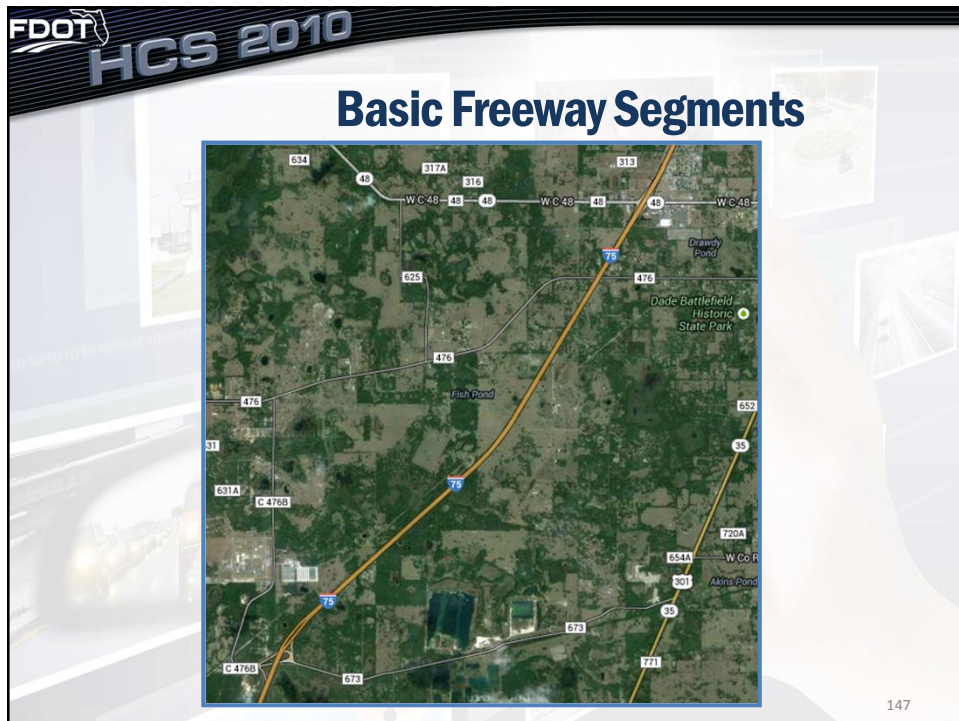 FDOT
HCS 2010
Basic Freeway Segments
634
317A
316
313
48
W C 48
48
48
W C 48
48
48
W C 48
Drawdy
Pond
75
625
476
Dade Battlefield
Historic
State Park
476
Fish Pond
476
652
31
35
75
631A
C 476B
720A
654A
W Co R
301
Akins Pond
75
35
673
C 476B
673
771
147